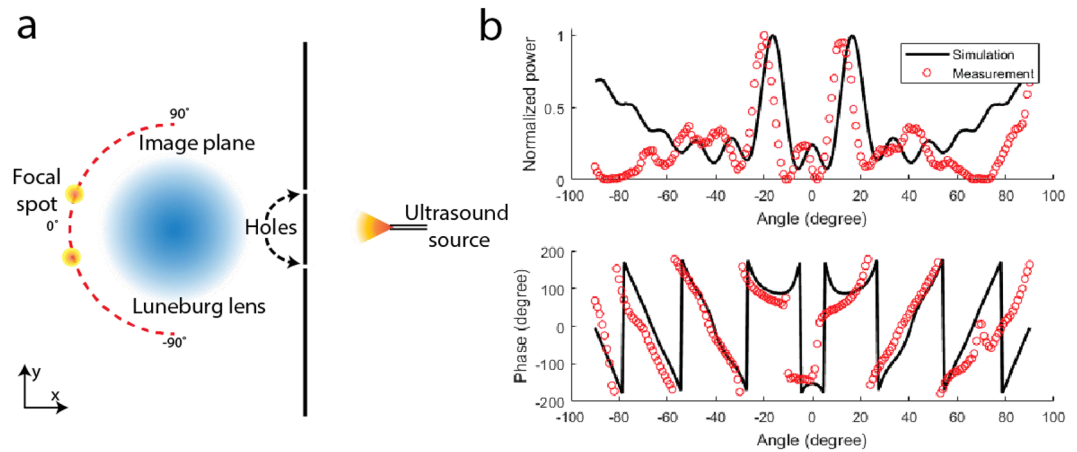 a
90°
Image plane
Focal
spot
0°
Holes
Ultrasound
source
Luneburg lens
-90°
y
x
b
Normalized power
1
0.5
0
Simulation
Measurement
-100 -80 -60 -40 -20 0 20 40 60 80 100
Angle (degree)
Phase (degree)
200
100
0
-100
-200
-100 -80 -60 -40 -20 0 20 40 60 80 100
Angle (degree)